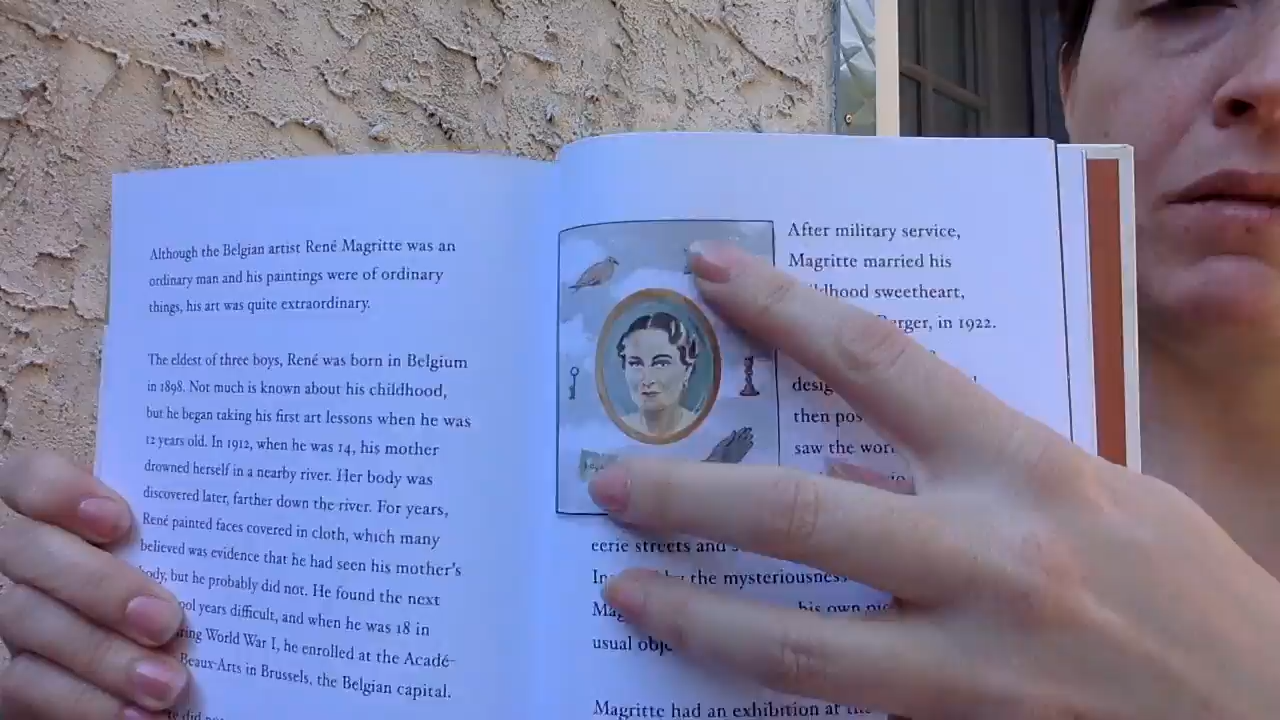 Although the Belgian artist René Magritte was an
ordinary man and his paintings were of ordinary
things, his art was quite extraordinary.
The eldest of three boys, René was born in Belgium
in 1898. Not much is known about his childhood,
but he began taking his first art lessons when he was
12 years old. In 1912, when he was 14, his mother
drowned herself in a nearby river. Her body was
discovered later, farther down the river. For years,
René painted faces covered in cloth, which many
believed was evidence that he had seen his mother's
body, but he probably did not. He found the next
years difficult, and when he was 18 in
World War I, he enrolled at the Acadé-
Beaux-Arts in Brussels, the Belgian capital.
After military service,
Magritte married his
sweetheart,
Berger, in 1922.
then
saw the
eerie streets and
the mysteriousness
his own
usual
Magritte had an exhibition at the